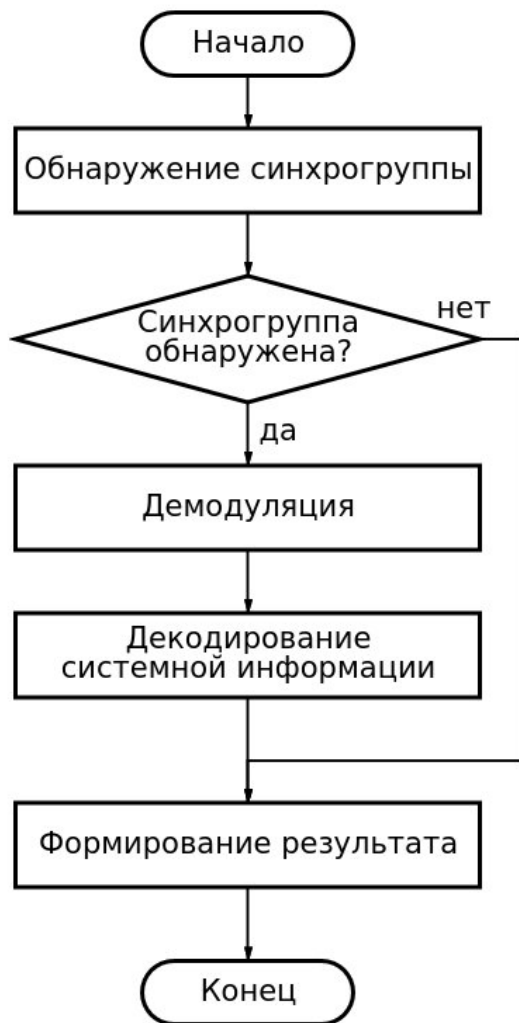 Начало
Обнаружение синхрогруппы
нет
Синхрогруппа
обнаружена?
да
Демодуляция
Декодирование
системной информации
Формирование результата
Конец